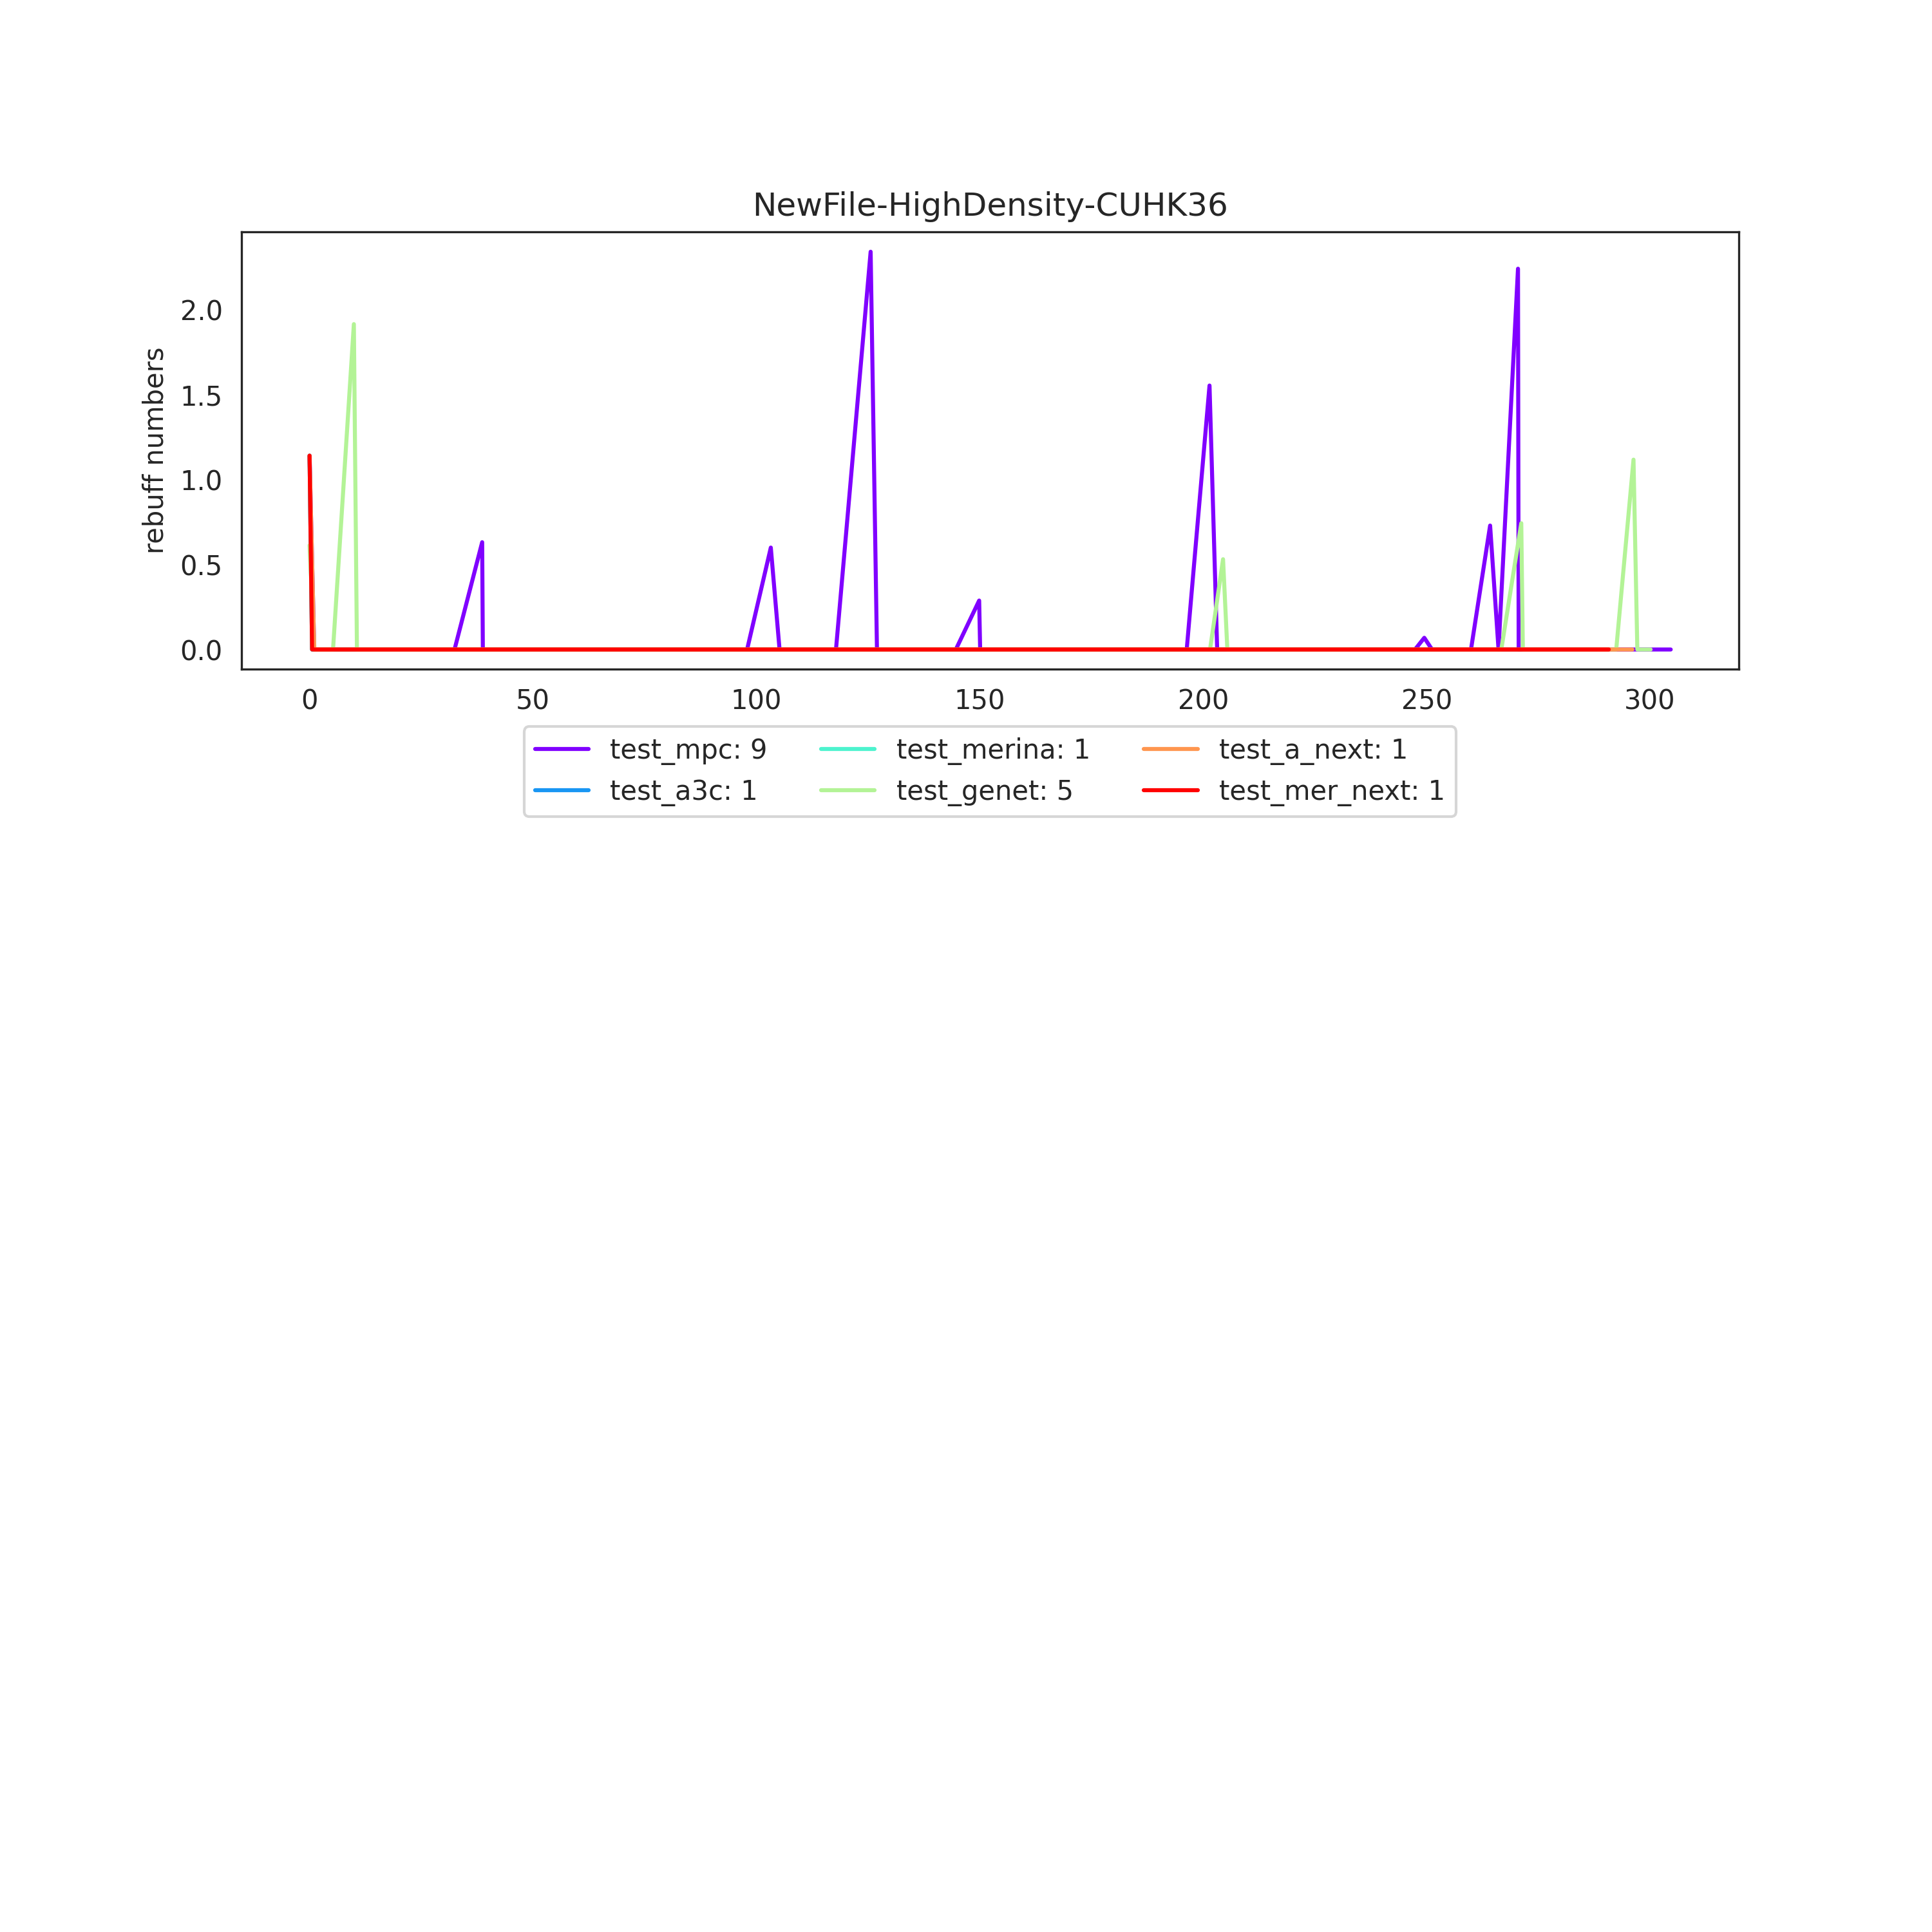 NewFile-HighDensity-CUHK36
rebuff numbers
2.0
1.5
1.0
0.5
0.0
0 50 100 150 200 250 300
test_mpc: 9 test_merina: 1 test_a_next: 1
test_a3c: 1 test_genet: 5 test_mer_next: 1